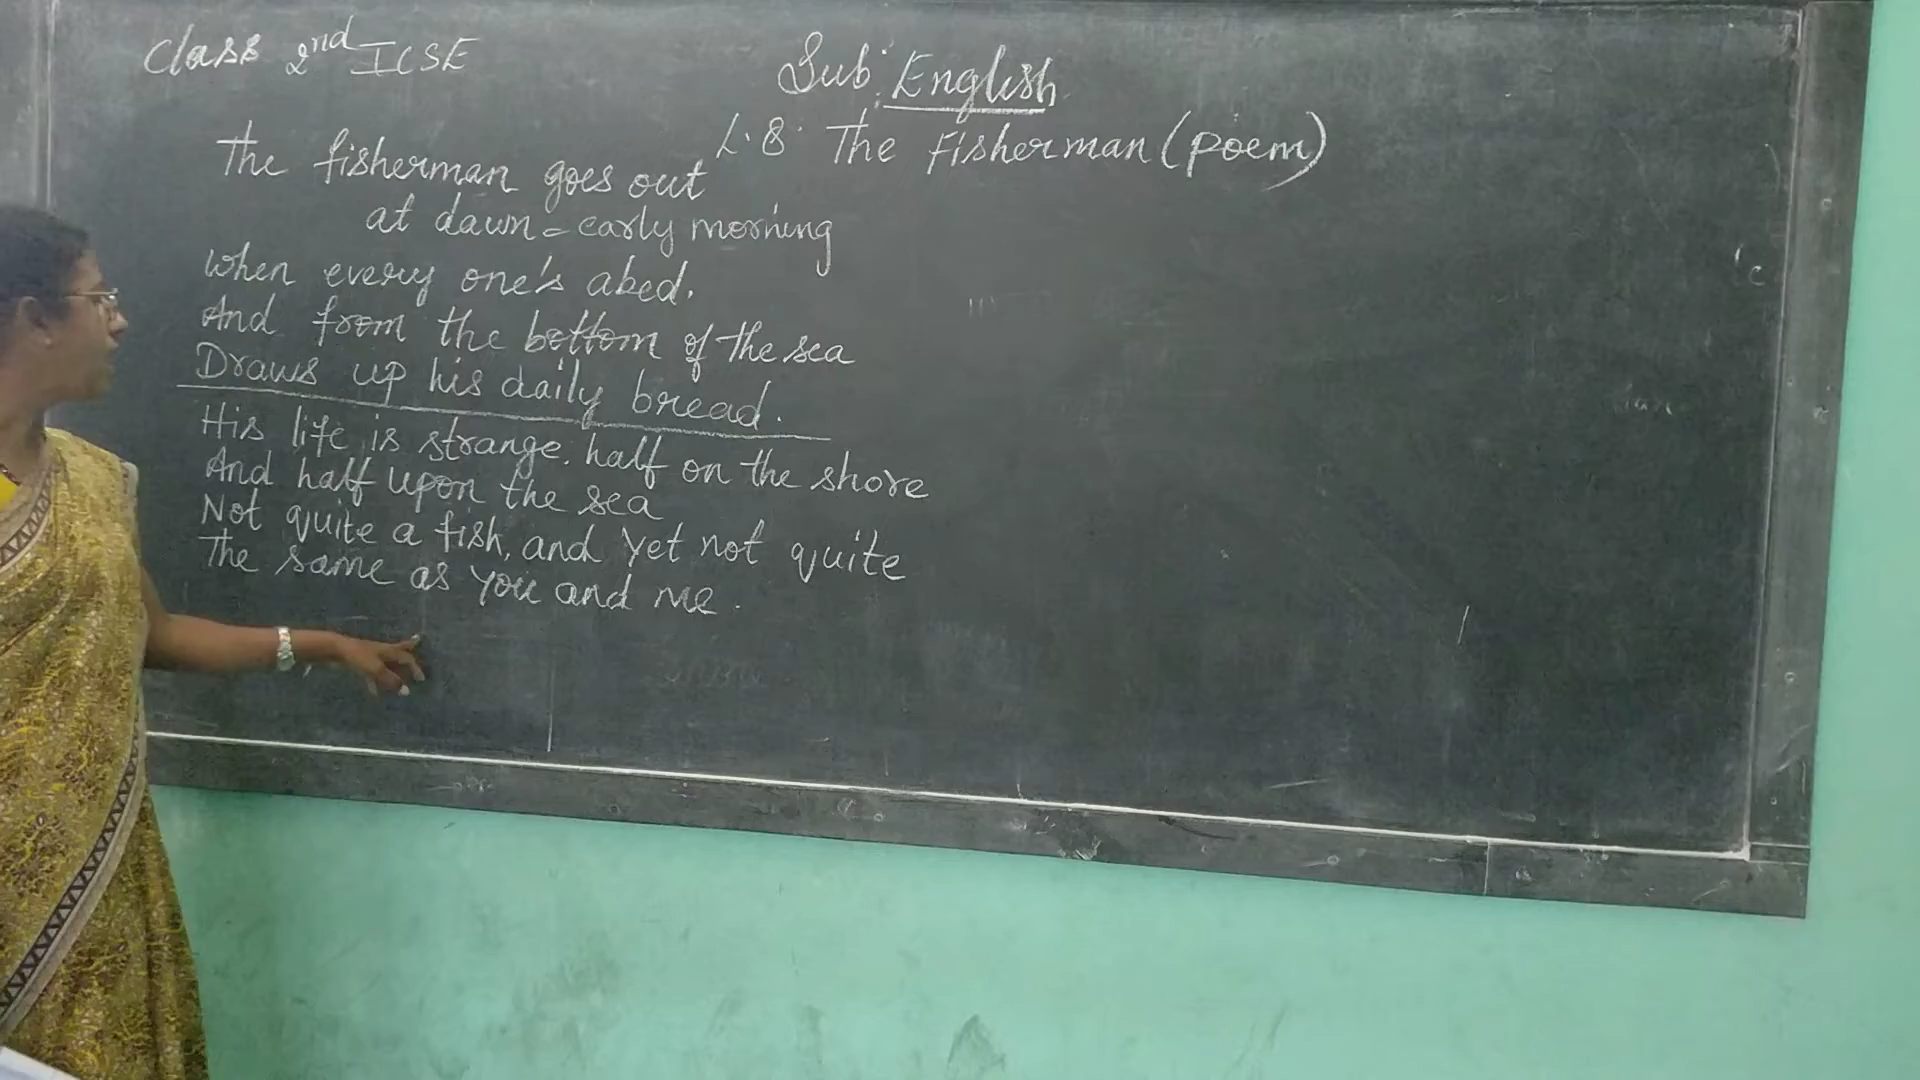 Class 2nd ICSE
Sub: English
L.8. The Fisherman (poem)
The fisherman goes out
at dawn = early morning
When every one's abed.
And from the bottom of the sea
Draws up his daily bread.
His life is strange. half on the shore
And half upon the sea
Not quite a fish, and yet not quite
The same as you and me.